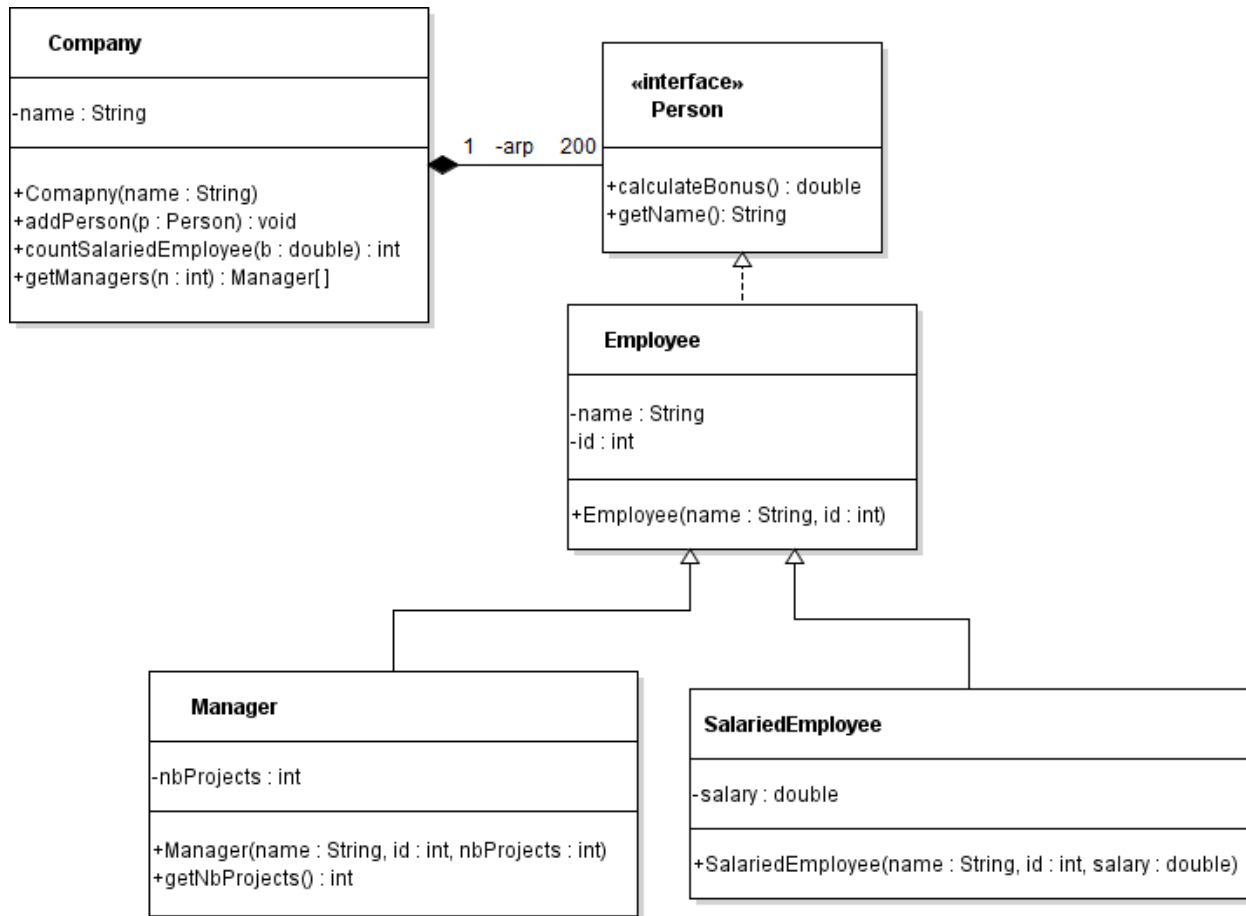 Company
-name : String
+Comapny(name : String)
+addPerson(p : Person) : void
+countSalariedEmployee(b : double) : int
+getManagers(n : int) : Manager[ ]
1 -arp 200
«interface»
Person
+calculateBonus() : double
+getName(): String
Employee
-name : String
-id : int
+Employee(name : String, id : int)
Manager
-nbProjects : int
+Manager(name : String, id : int, nbProjects : int)
+getNbProjects() : int
SalariedEmployee
-salary : double
+SalariedEmployee(name : String, id : int, salary : double)